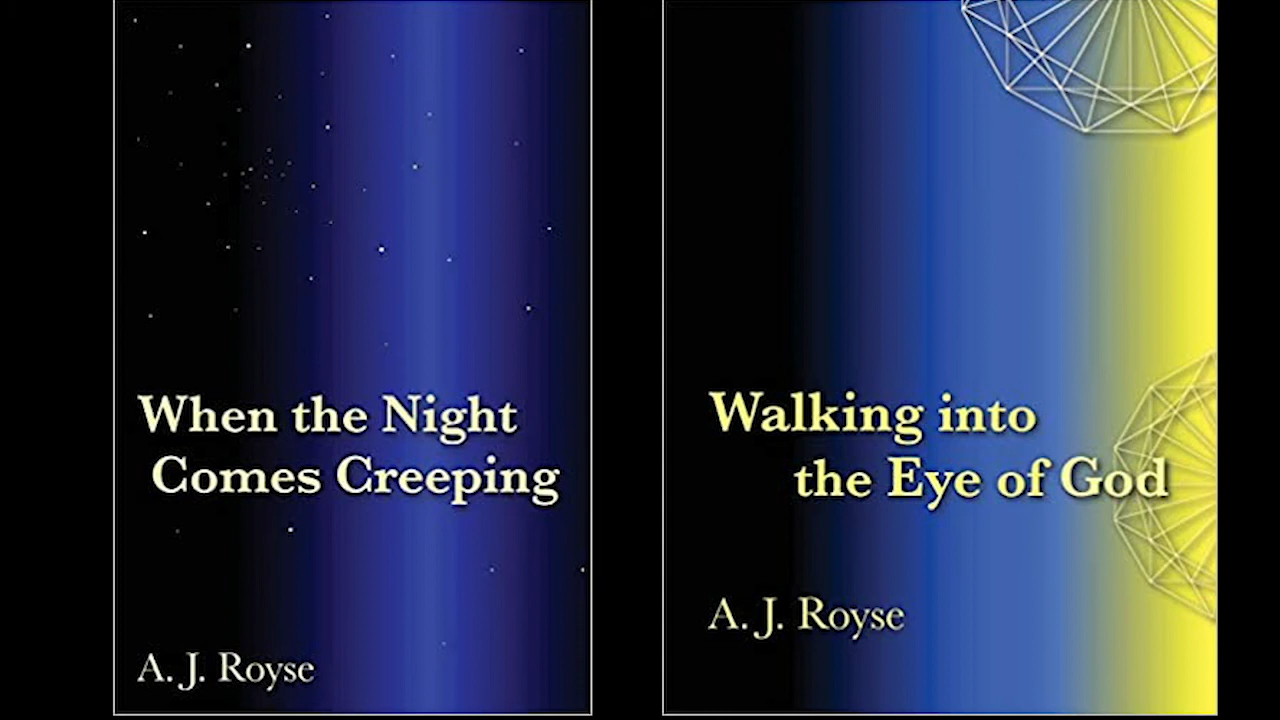 When the Night
Comes Creeping
A. J. Royse
Walking into
the Eye of God
A. J. Royse